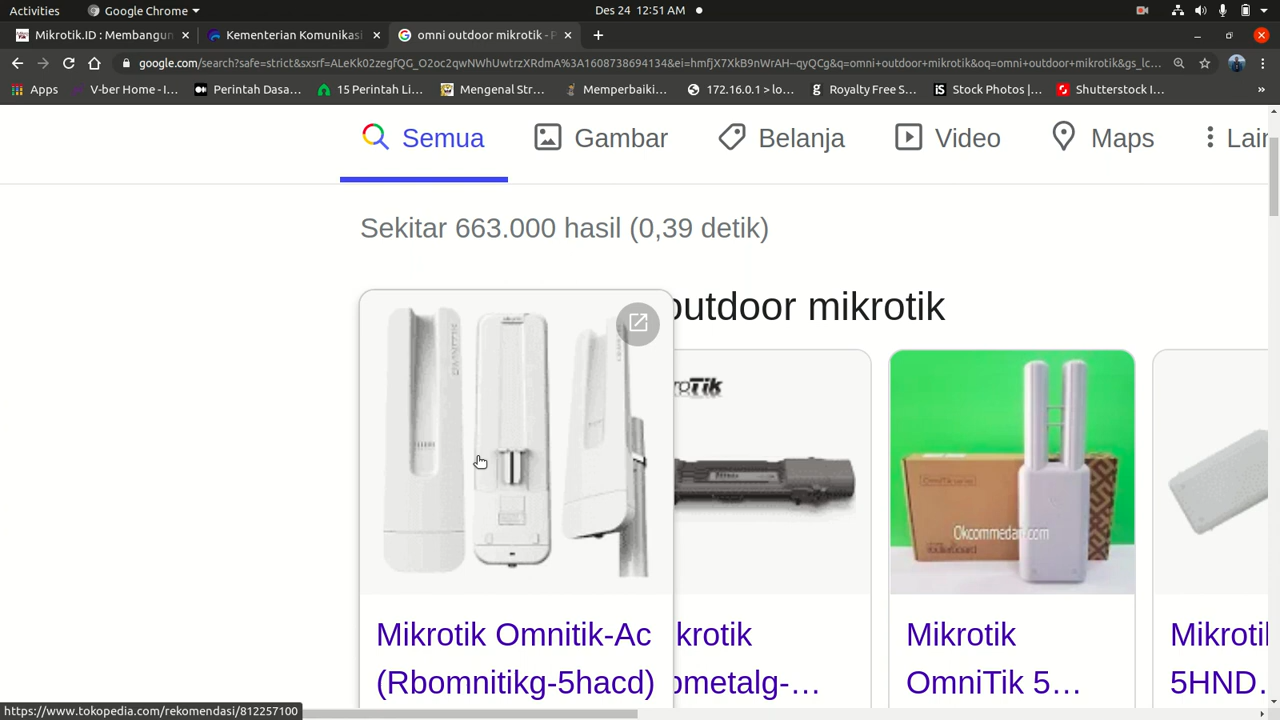 Activities
Google Chrome
Des 24 12:51 AM
Mikrotik.ID : Membangun
Kementerian Komunikasi
omni outdoor mikrotik - P
google.com/search?safe=strict&sxsrf=ALeKk02zegfQG_O2oc2qwNWhUwtrzXRdmA%3A1608738694134&ei=hmfjX7XkB9nWrAH--qyQCg&q=omni+outdoor+mikrotik&oq=omni+outdoor+mikrotik&gs_lc...
Apps
V-ber Home - I...
Perintah Dasa...
15 Perintah Li...
Mengenal Str...
Memperbaiki...
172.16.0.1 > lo...
Royalty Free S...
Stock Photos |...
Shutterstock I...
»
Semua
Gambar
Belanja
Video
Maps
Lain
Sekitar 663.000 hasil (0,39 detik)
outdoor mikrotik
Okcommedan.com
Mikrotik Omnitik-Ac
(Rbomnitikg-5hacd)
krotik
bmetalg-...
Mikrotik
OmniTik 5...
Mikrotil
5HND.
https://www.tokopedia.com/rekomendasi/812257100